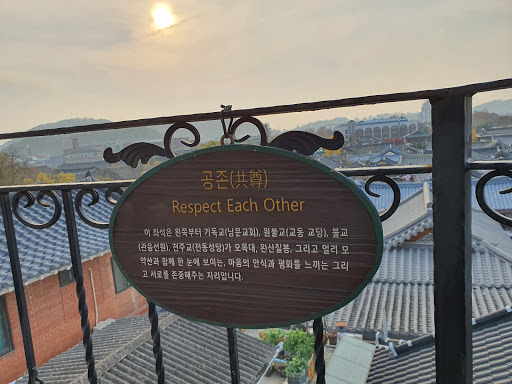 공존(共尊)
Respect Each Other
이 좌석은 왼쪽부터 기독교(남문교회), 원불교(교동 교당), 불교
(관음선원), 천주교(전동성당)가 오목대, 완산칠봉, 그리고 멀리 모
악산과 함께 한 눈에 보이는, 마음의 안식과 평화를 느끼는 그리
고 서로를 존중해주는 자리입니다.